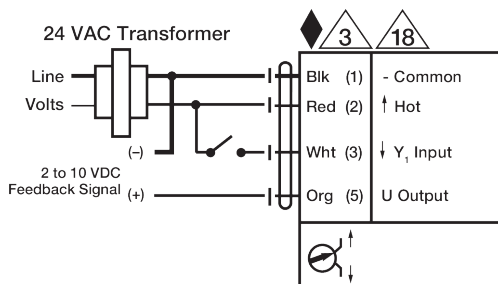 24 VAC Transformer
3
18
Line
Volts
Blk (1) - Common
Red (2) Hot
(–)
Wht (3) Y1 Input
2 to 10 VDC
Feedback Signal
(+)
Org (5) U Output